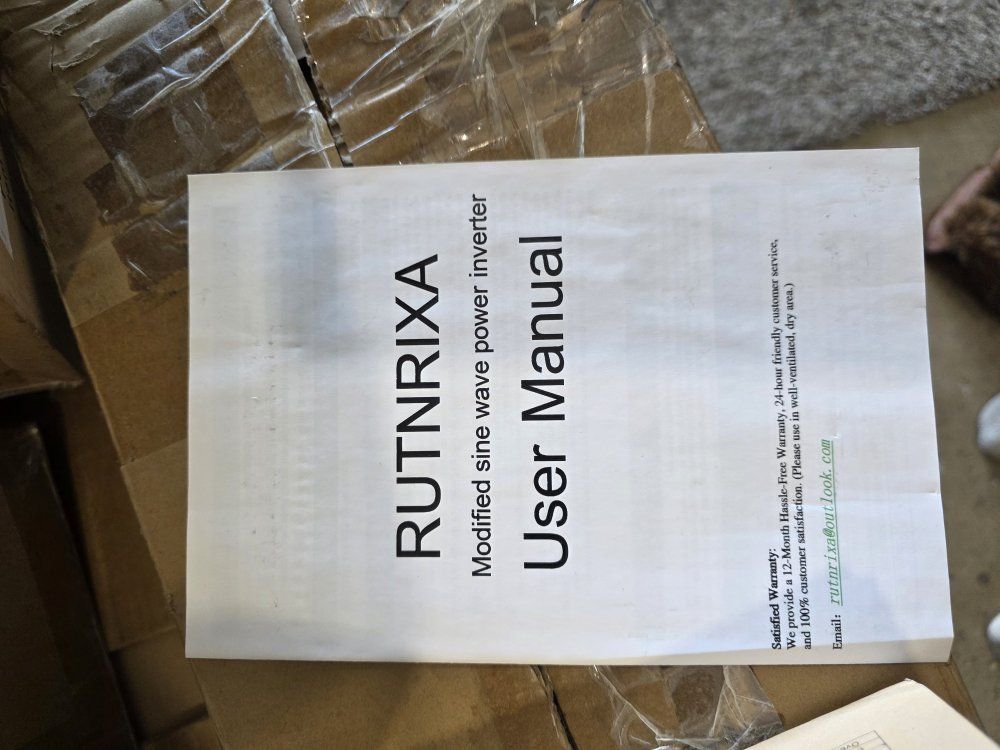 RUTNRIXA
Modified sine wave power inverter
User Manual
Satisfied Warranty:
We provide a 12-Month Hassle-Free Warranty, 24-hour friendly customer service,
and 100% customer satisfaction. (Please use in well-ventilated, dry area.)
Email: rutnrixa@outlook.com